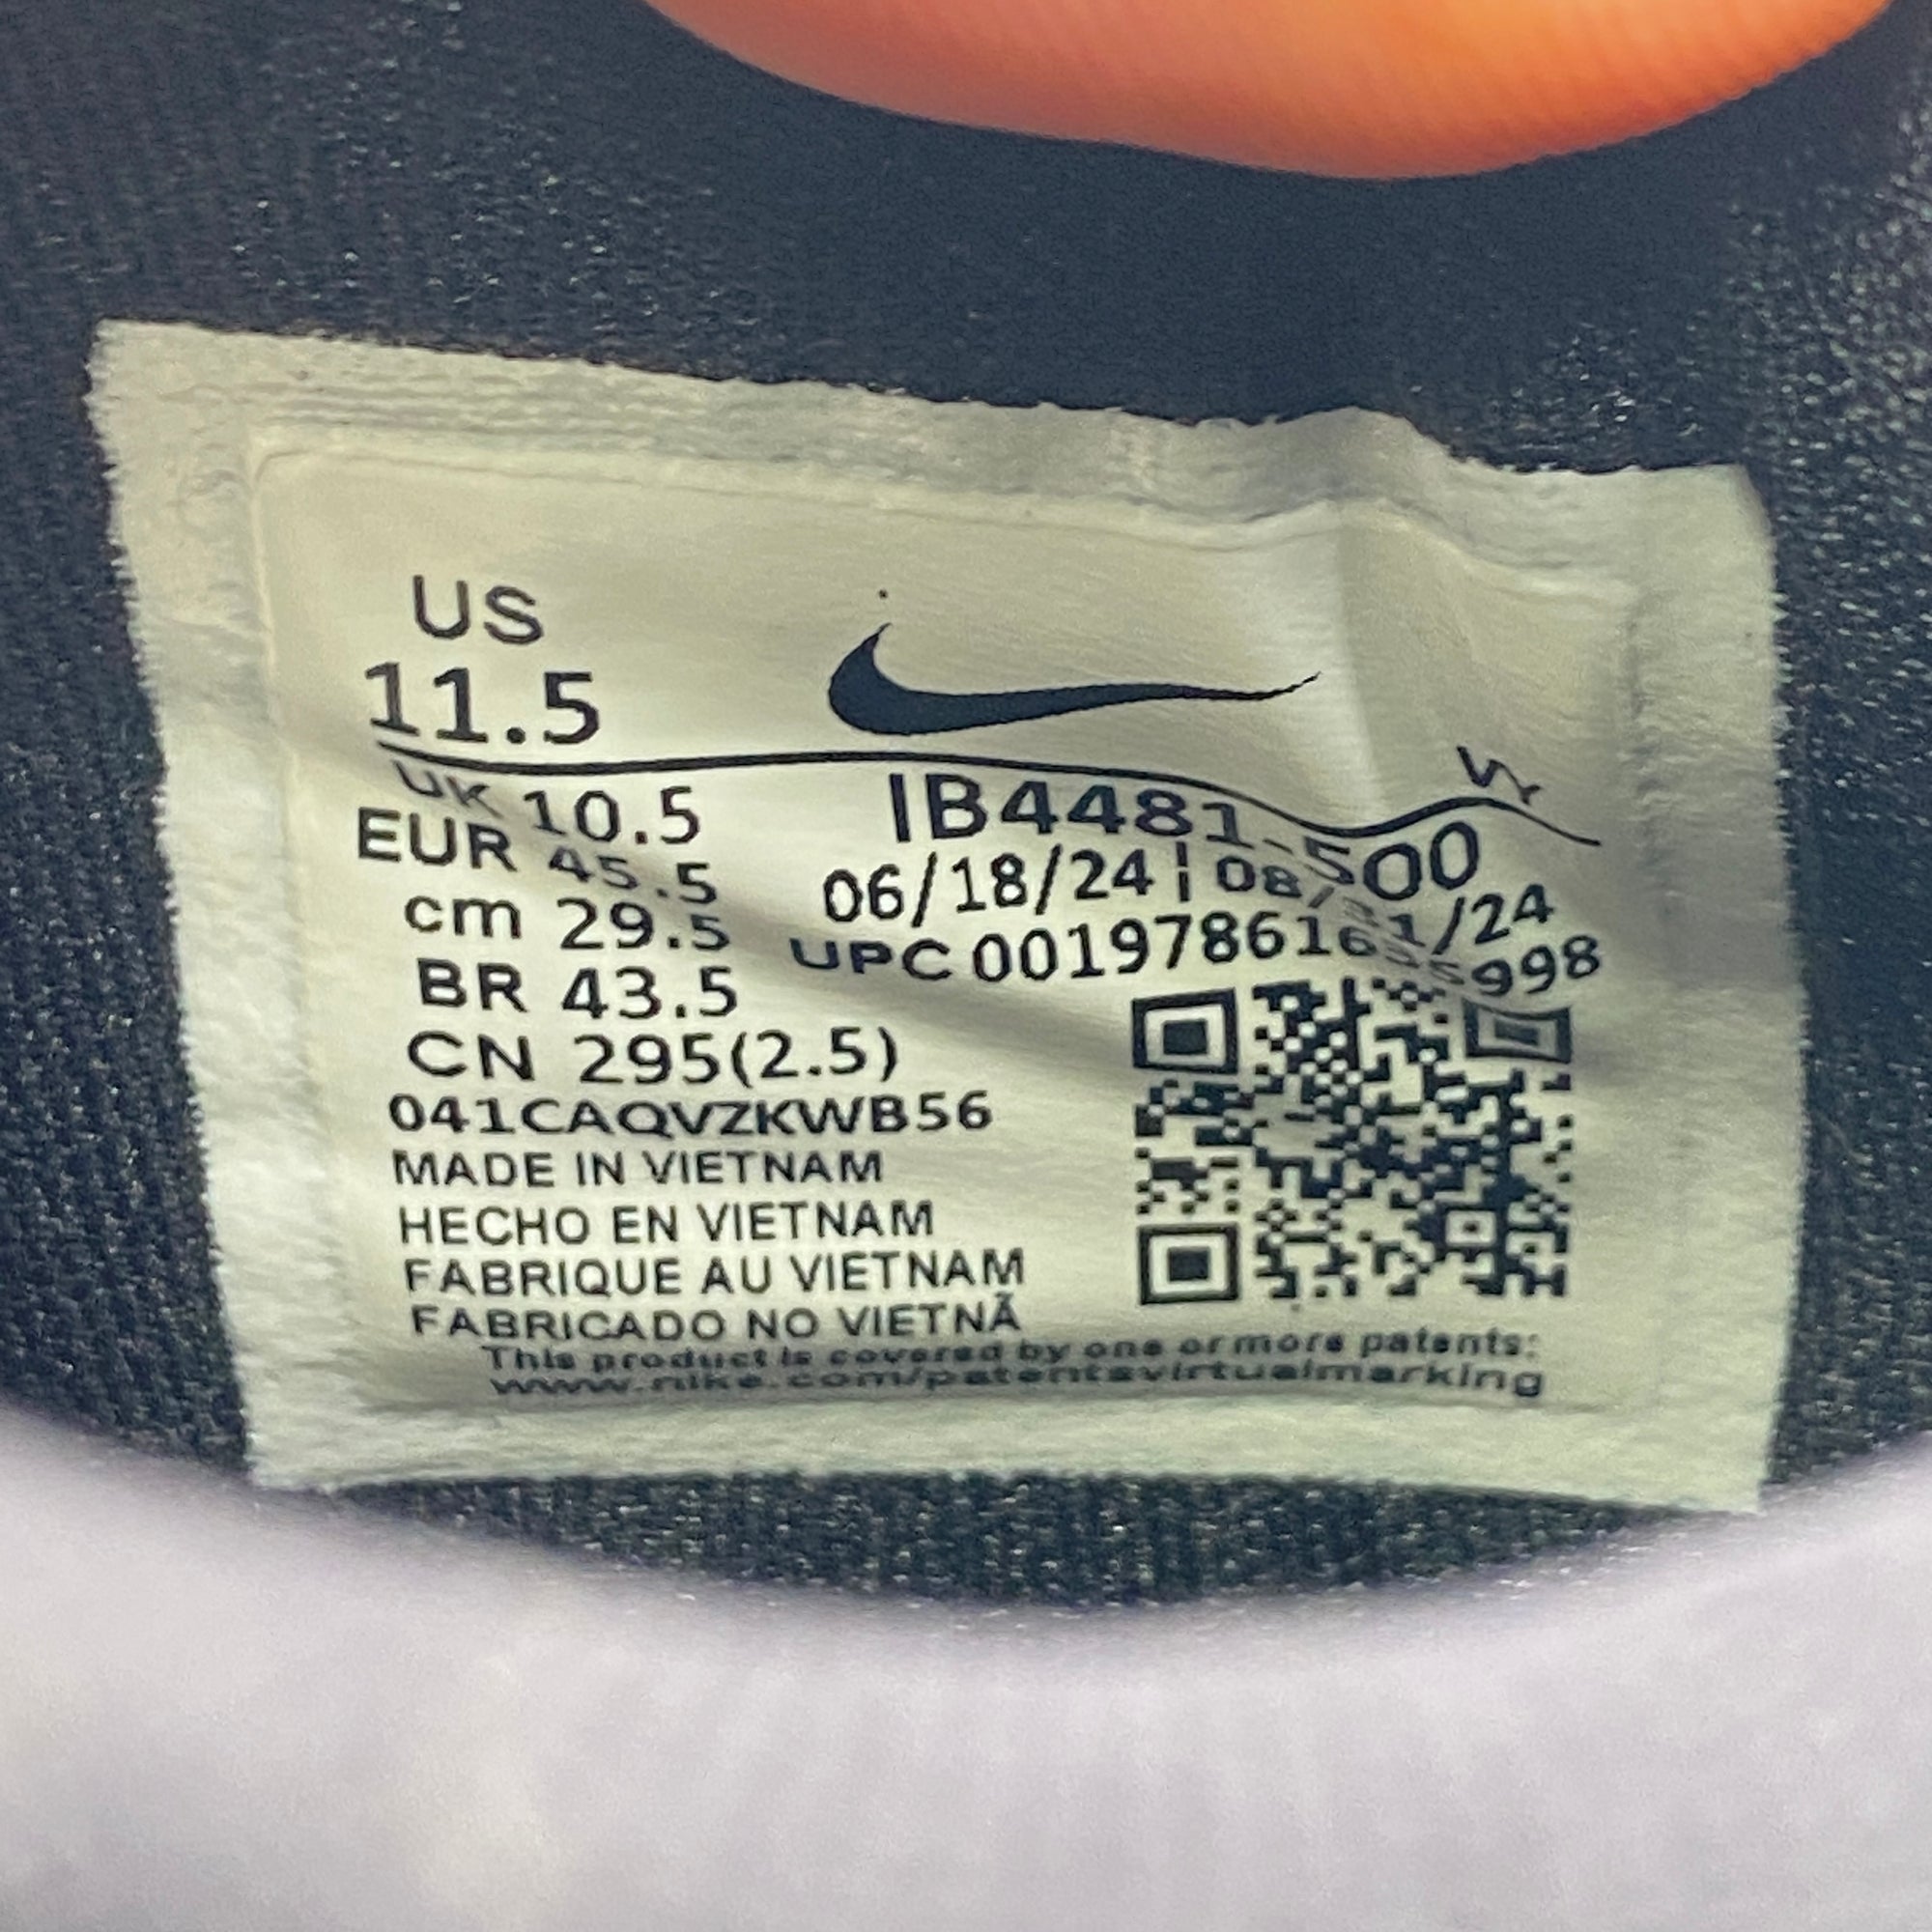 US
11.5
UK 10.5
EUR 45.5
cm 29.5
BR 43.5
CN 295(2.5)
041CAQVZKWB56
MADE IN VIETNAM
HECHO EN VIETNAM
FABRIQUE AU VIETNAM
FABRICADO NO VIETNÃ
This product is covered by one or more patents:
www.nike.com/patentsvirtualmarking
IB4481-500
06/18/24
UPC